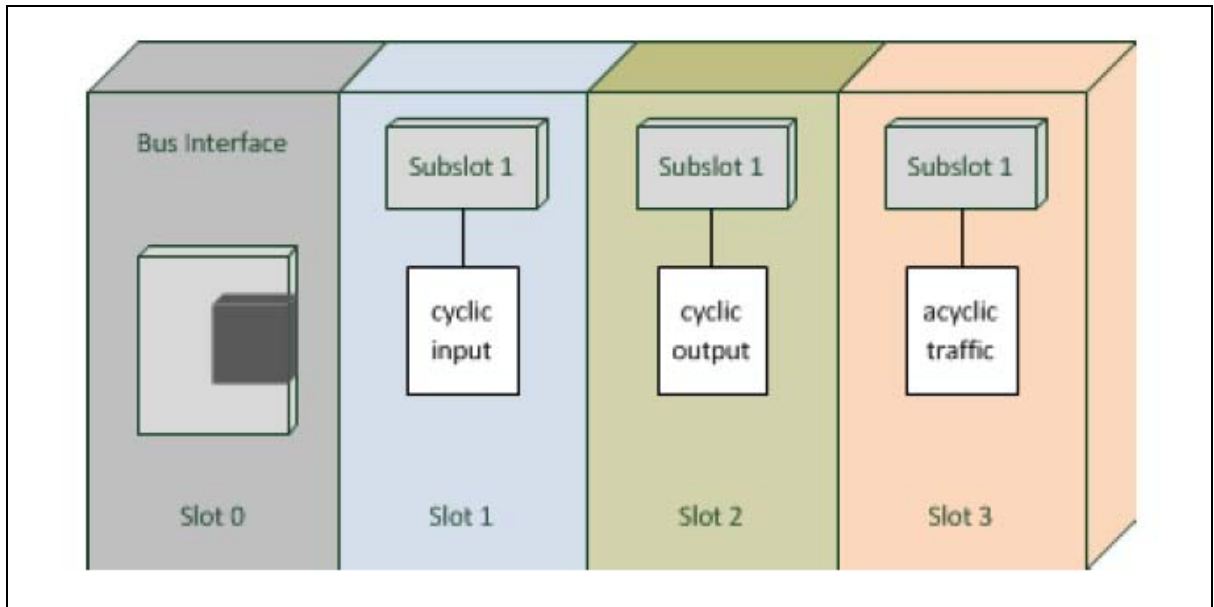 Bus Interface
Slot 0
Subslot 1
cyclic
input
Slot 1
Subslot 1
cyclic
output
Slot 2
Subslot 1
acyclic
traffic
Slot 3